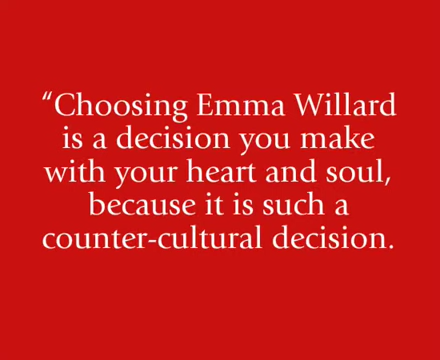 “Choosing Emma Willard
is a decision you make
with your heart and soul,
because it is such a
counter-cultural decision.